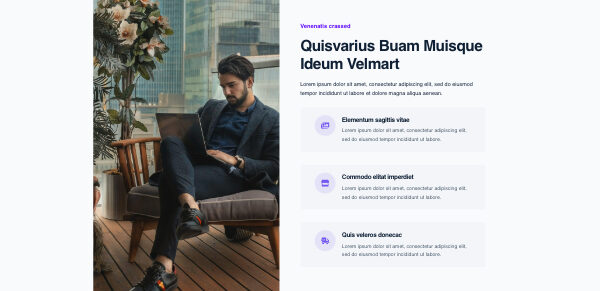 Venenatis crassed
Quisvarius Buam Muisque
Ideum Velmart
Lorem ipsum dolor sit amet, consectetur adipiscing elit, sed do eiusmod
tempor incididunt ut labore et dolore magna aliqua aenean.
Elementum sagittis vitae
Lorem ipsum dolor sit amet, consectetur adipiscing elit,
sed do eiusmod tempor incididunt ut labore.
Commodo elitat imperdiet
Lorem ipsum dolor sit amet, consectetur adipiscing elit,
sed do eiusmod tempor incididunt ut labore.
Quis veleros donecac
Lorem ipsum dolor sit amet, consectetur adipiscing elit,
sed do eiusmod tempor incididunt ut labore.